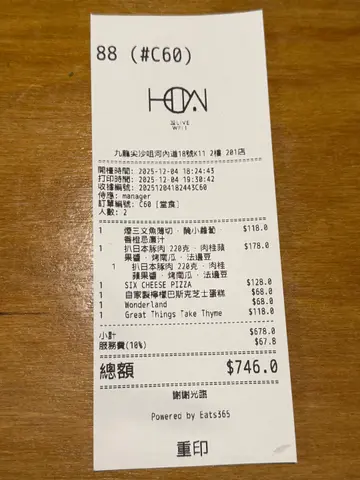 88 (#C60)
九龍尖沙咀河內道18號K11 2樓 201店
開檯時間: 2025-12-04 18:24:43
打印時間: 2025-12-04 19:30:42
收據編號: 20251204182443C60
侍應: manager
訂單編號: C60 [堂食]
人數: 2
1 煙三文魚薄切．醃小蘿蔔． $118.0
香橙忌廉汁
1 扒日本豚肉 220克．肉桂蘋 $178.0
果醬．烤南瓜．法邊豆
1 扒日本豚肉 220克．肉桂
蘋果醬．烤南瓜．法邊豆
1 SIX CHEESE PIZZA $128.0
1 自家製檸檬巴斯克芝士蛋糕 $68.0
1 Wonderland $68.0
1 Great Things Take Thyme $118.0
小計 $678.0
服務費(10%) $67.8
總額 $746.0
謝謝光臨
Powered by Eats365
重印